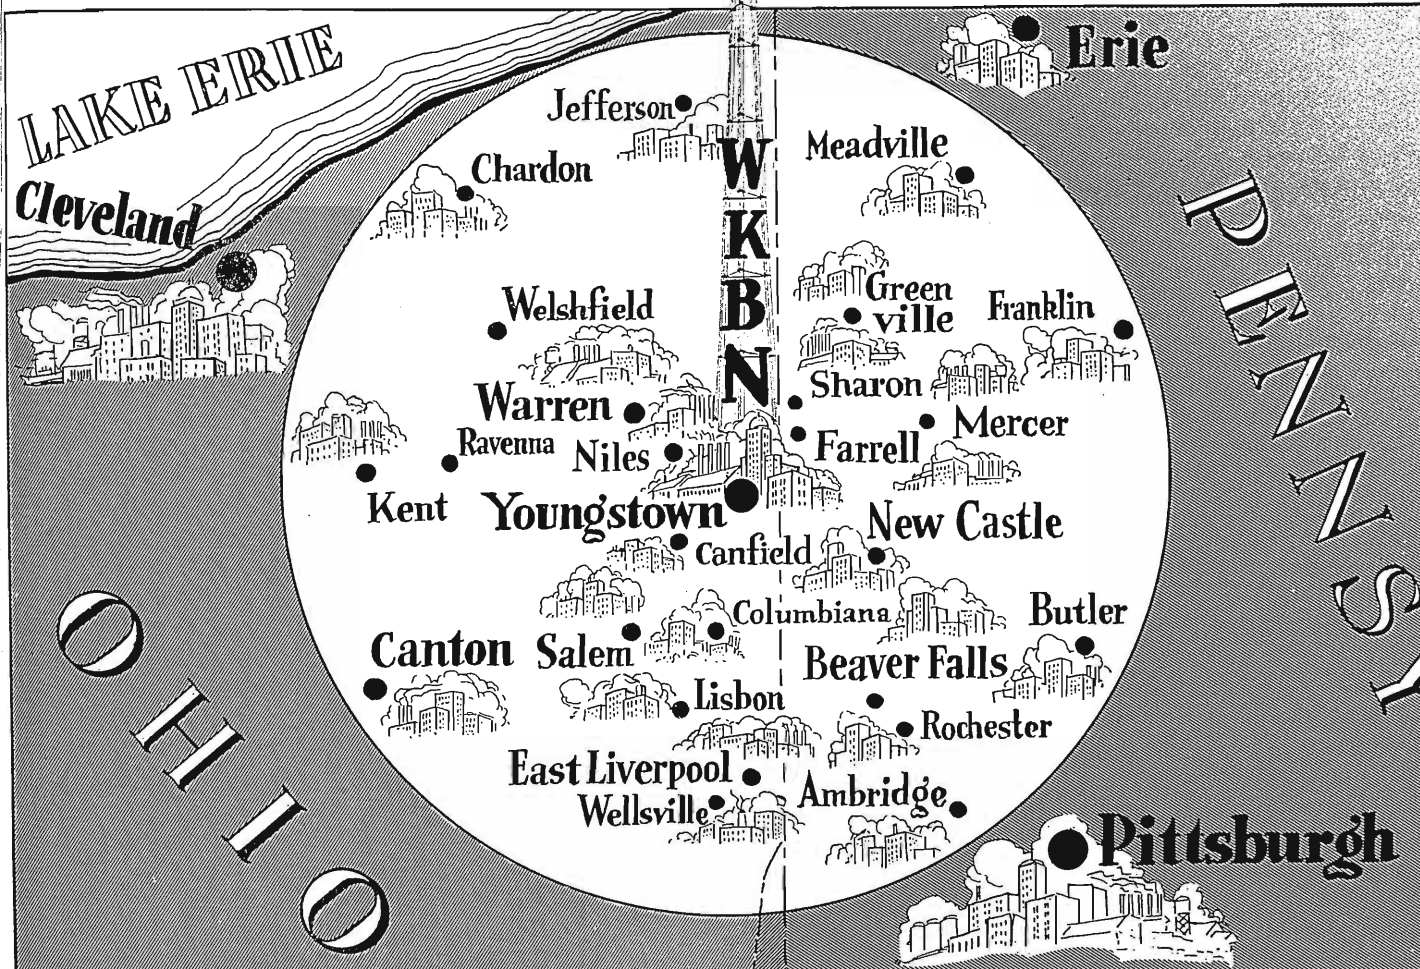 LAKE ERIE
Erie
Jefferson
Meadville
Chardon
Cleveland
WKBN
PENNSY
Welshfield
Green
ville
Franklin
Sharon
Warren
Mercer
Ravenna
Niles
Farrell
Kent
Youngstown
New Castle
Canfield
Columbiana
Butler
OHIO
Canton
Salem
Beaver Falls
Lisbon
Rochester
East Liverpool
Wellsville
Ambridge
Pittsburgh